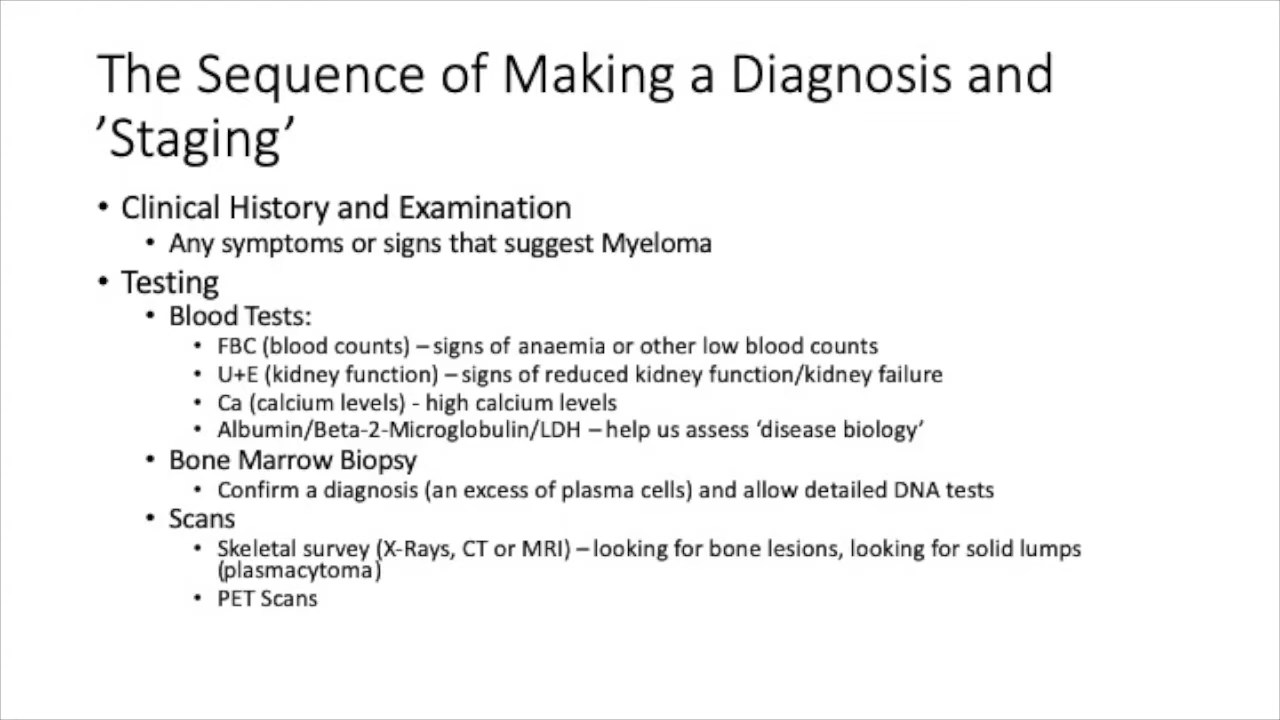 The Sequence of Making a Diagnosis and
’Staging’
• Clinical History and Examination
• Any symptoms or signs that suggest Myeloma
• Testing
• Blood Tests:
• FBC (blood counts) – signs of anaemia or other low blood counts
• U+E (kidney function) – signs of reduced kidney function/kidney failure
• Ca (calcium levels) - high calcium levels
• Albumin/Beta-2-Microglobulin/LDH – help us assess ‘disease biology’
• Bone Marrow Biopsy
• Confirm a diagnosis (an excess of plasma cells) and allow detailed DNA tests
• Scans
• Skeletal survey (X-Rays, CT or MRI) – looking for bone lesions, looking for solid lumps
(plasmacytoma)
• PET Scans